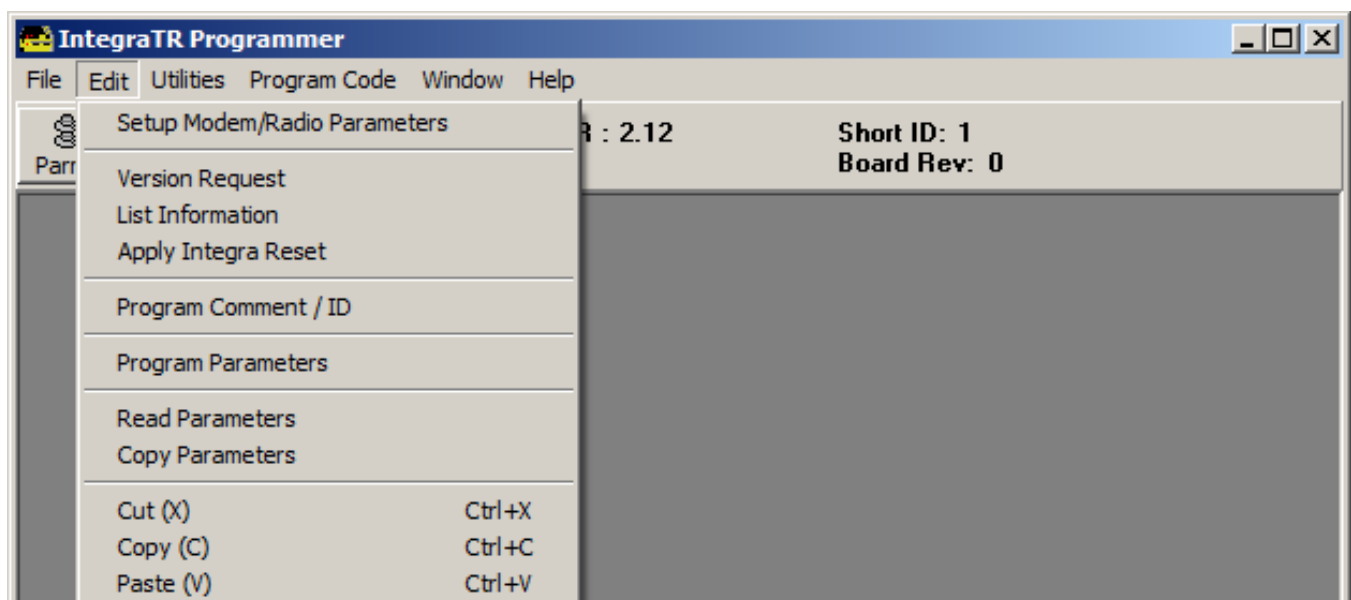 IntegraTR Programmer
File Edit Utilities Program Code Window Help
Setup Modem/Radio Parameters
: 2.12
Short ID: 1
Board Rev: 0
Version Request
List Information
Apply Integra Reset
Program Comment / ID
Program Parameters
Read Parameters
Copy Parameters
Cut (X) Ctrl+X
Copy (C) Ctrl+C
Paste (V) Ctrl+V